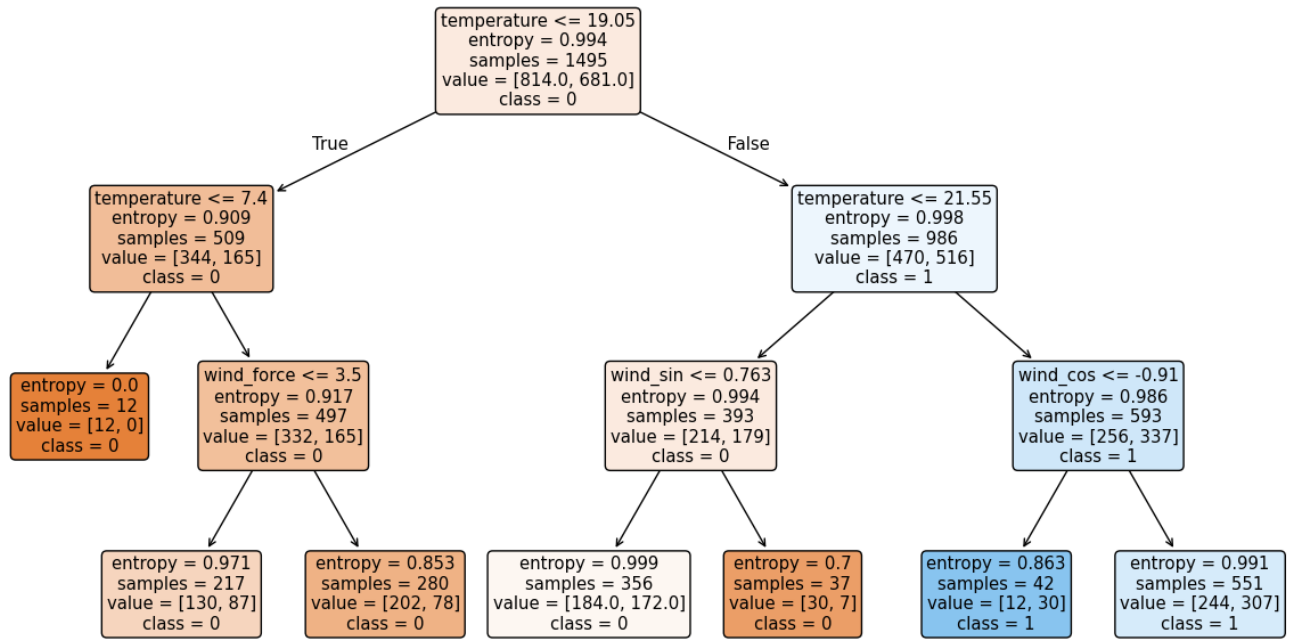 temperature <= 19.05
entropy = 0.994
samples = 1495
value = [814.0, 681.0]
class = 0
True
False
temperature <= 7.4
entropy = 0.909
samples = 509
value = [344, 165]
class = 0
temperature <= 21.55
entropy = 0.998
samples = 986
value = [470, 516]
class = 1
entropy = 0.0
samples = 12
value = [12, 0]
class = 0
wind_force <= 3.5
entropy = 0.917
samples = 497
value = [332, 165]
class = 0
wind_sin <= 0.763
entropy = 0.994
samples = 393
value = [214, 179]
class = 0
wind_cos <= -0.91
entropy = 0.986
samples = 593
value = [256, 337]
class = 1
entropy = 0.971
samples = 217
value = [130, 87]
class = 0
entropy = 0.853
samples = 280
value = [202, 78]
class = 0
entropy = 0.999
samples = 356
value = [184.0, 172.0]
class = 0
entropy = 0.7
samples = 37
value = [30, 7]
class = 0
entropy = 0.863
samples = 42
value = [12, 30]
class = 1
entropy = 0.991
samples = 551
value = [244, 307]
class = 1